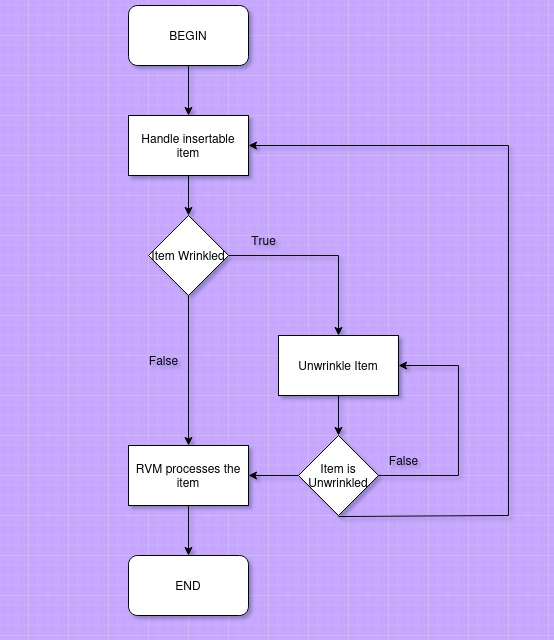 BEGIN
Handle insertable
item
Item Wrinkled
True
False
Unwrinkle Item
False
Item is
Unwrinkled
RVM processes the
item
END